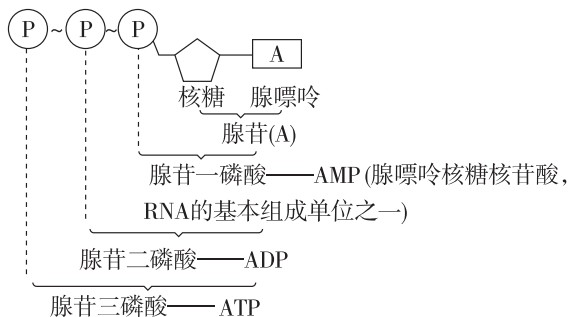 P ~ P ~ P
A
核糖 腺嘌呤
腺苷(A)
腺苷一磷酸——AMP(腺嘌呤核糖核苷酸,
RNA的基本组成单位之一)
腺苷二磷酸——ADP
腺苷三磷酸——ATP